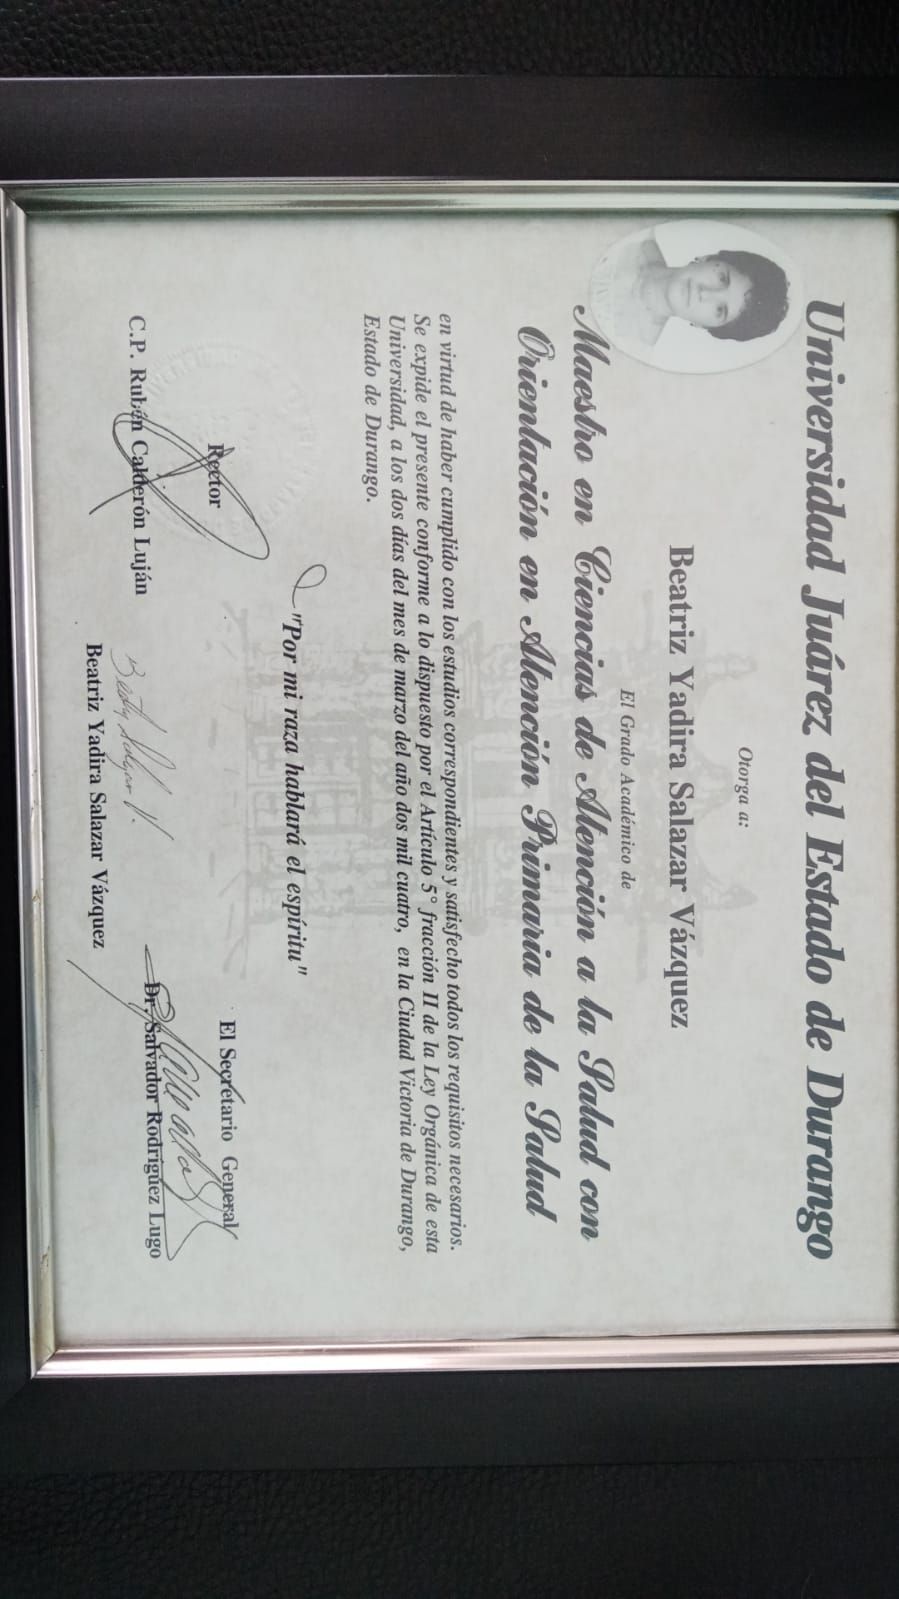 Universidad Juárez del Estado de Durango
Otorga a:
Beatriz Yadira Salazar Vázquez
El Grado Académico de
Maestro en Ciencias de Atención a la Salud con
Orientación en Atención Primaria de la Salud
en virtud de haber cumplido con los estudios correspondientes y satisfecho todos los requisitos necesarios.
Se expide el presente conforme a lo dispuesto por el Artículo 5° fracción II de la Ley Orgánica de esta
Universidad, a los dos días del mes de marzo del año dos mil cuatro, en la Ciudad Victoria de Durango,
Estado de Durango.
"Por mi raza hablará el espíritu"
Rector
C.P. Rubén Calderón Luján
Beatriz Yadira Salazar Vázquez
El Secretario General
Dr. Salvador Rodríguez Lugo